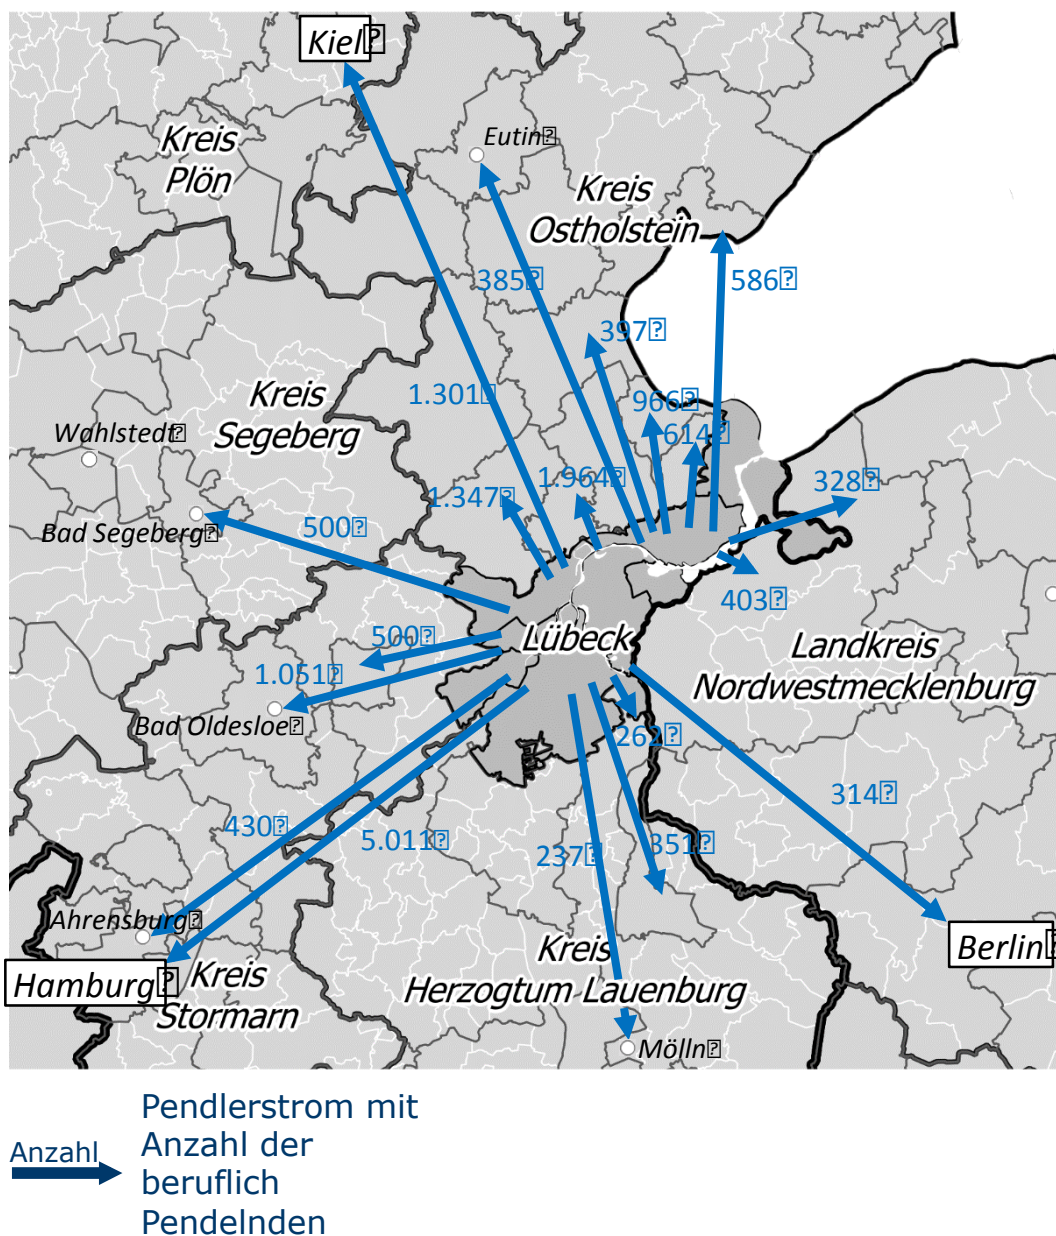 Kiel
Eutin
Kreis
Plön
Kreis
Ostholstein
385
586
397
1.301
966
614
Kreis
Segeberg
Wahlstedt
1.347
1.964
328
Bad Segeberg
500
403
500
Lübeck
Landkreis
Nordwestmecklenburg
1.051
Bad Oldesloe
262
314
430
5.011
237
351
Ahrensburg
Hamburg
Kreis
Stormarn
Kreis
Herzogtum Lauenburg
Berlin
Mölln
Anzahl
Pendlerstrom mit
Anzahl der
beruflich
Pendelnden